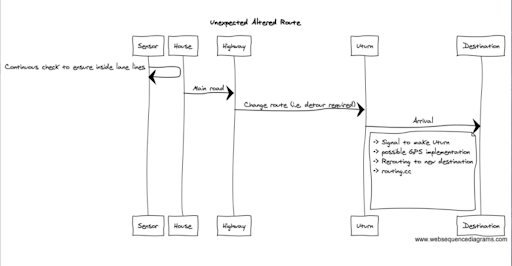 Unexpected Altered Route
Sensor
House
Highway
Uturn
Destination
Continuous check to ensure inside lane lines
Main road
Change route (i.e. detour required)
Arrival
-> Signal to make Uturn
-> possible GPS implementation
-> Rerouting to new destination
-> routing.cc
Sensor
House
Highway
Uturn
Destination
www.websequencediagrams.com